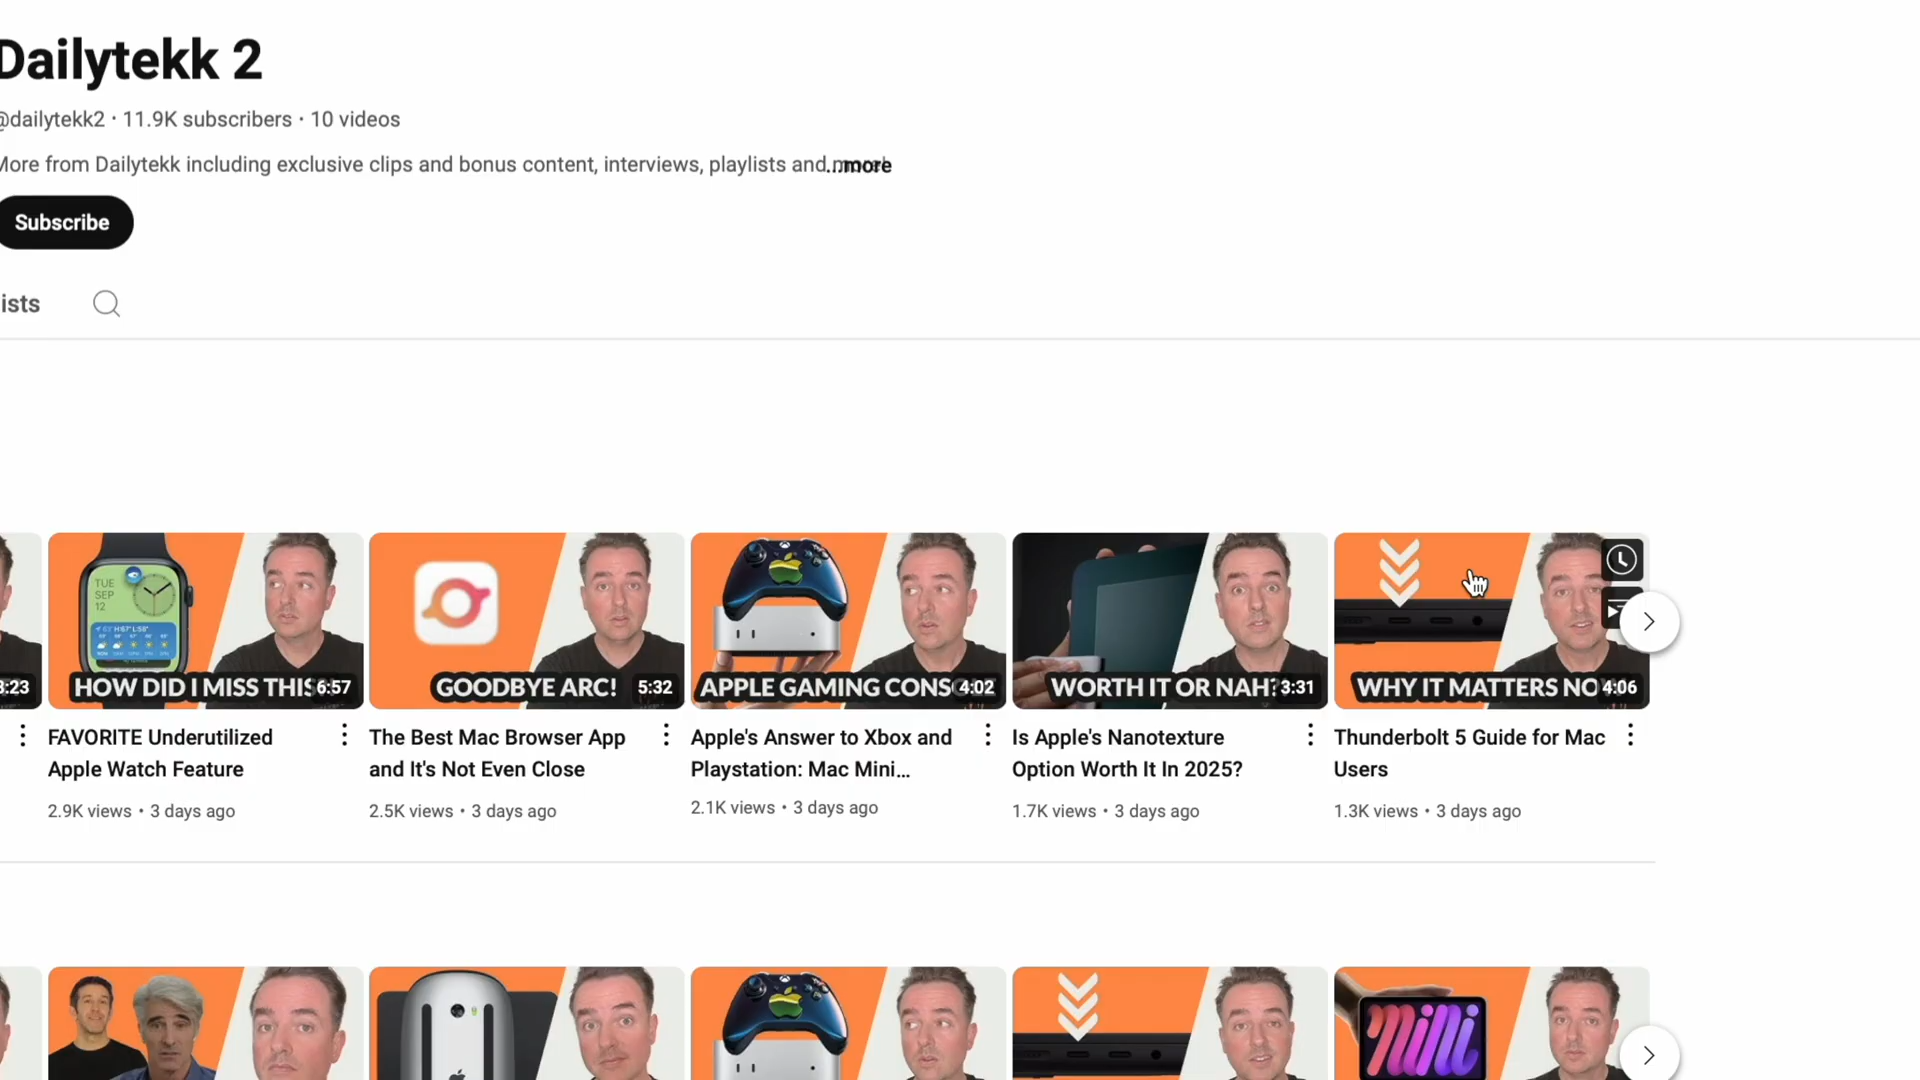 Dailytekk 2
@dailytekk2 · 11.9K subscribers · 10 videos
More from Dailytekk including exclusive clips and bonus content, interviews, playlists and ...more
Subscribe
ists
3:23
TUE
SEP
12
HOW DID I MISS THIS
6:57
GOODBYE ARC!
5:32
APPLE GAMING CONS
4:02
WORTH IT OR NAH?
3:31
WHY IT MATTERS NO
4:06
FAVORITE Underutilized
Apple Watch Feature
2.9K views · 3 days ago
The Best Mac Browser App
and It's Not Even Close
2.5K views · 3 days ago
Apple's Answer to Xbox and
Playstation: Mac Mini...
2.1K views · 3 days ago
Is Apple's Nanotexture
Option Worth It In 2025?
1.7K views · 3 days ago
Thunderbolt 5 Guide for Mac
Users
1.3K views · 3 days ago
mini